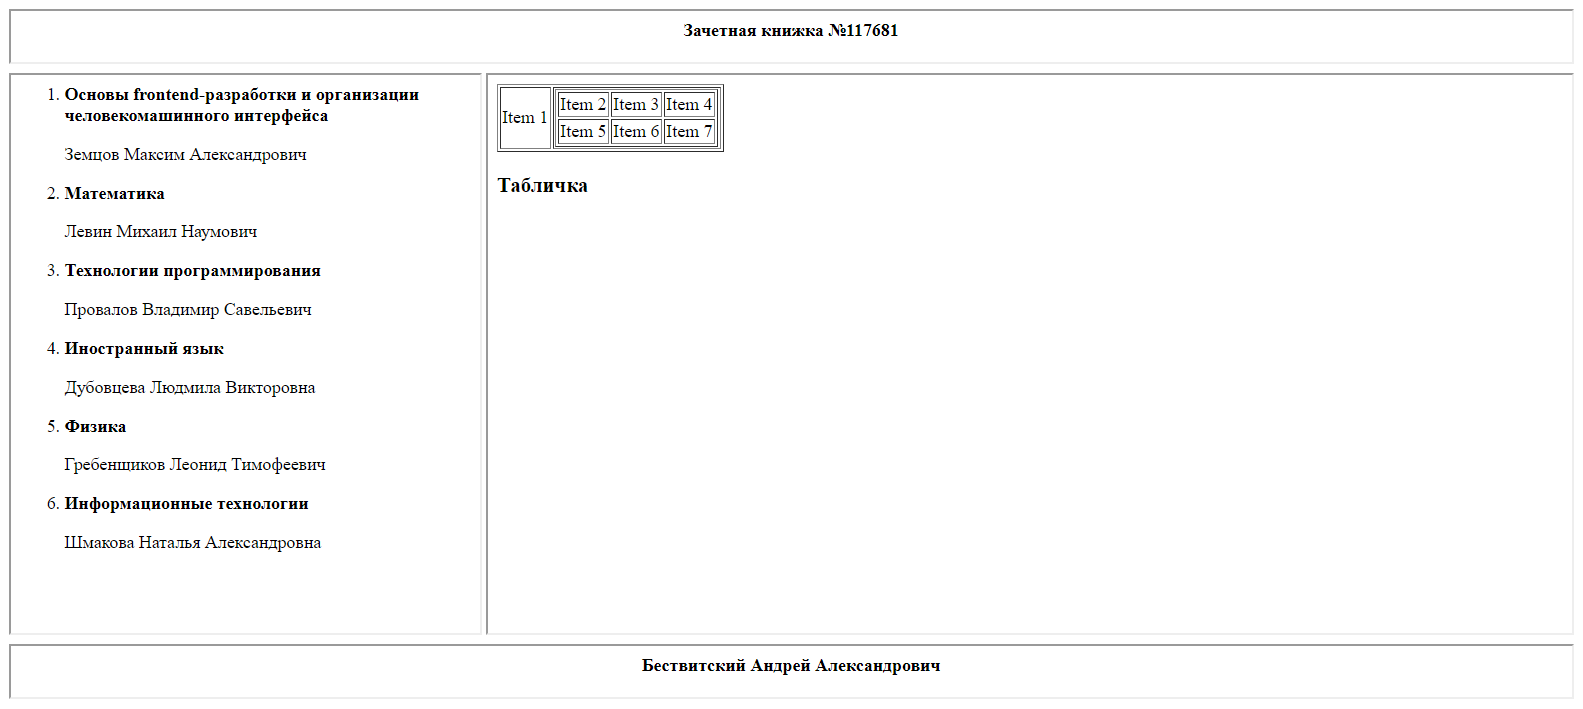 Зачетная книжка №117681
1. Основы frontend-разработки и организации
человекомашинного интерфейса
Земцов Максим Александрович
2. Математика
Левин Михаил Наумович
3. Технологии программирования
Провалов Владимир Савельевич
4. Иностранный язык
Дубовцева Людмила Викторовна
5. Физика
Гребенщиков Леонид Тимофеевич
6. Информационные технологии
Шмакова Наталья Александровна
Item 1
Item 2 Item 3 Item 4
Item 5 Item 6 Item 7
Табличка
Бествитский Андрей Александрович